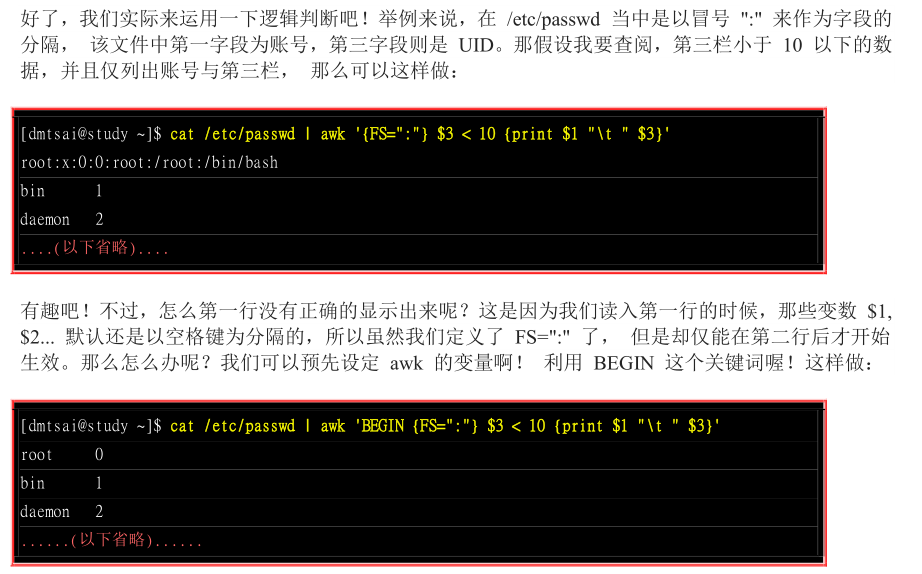 好了，我们实际来运用一下逻辑判断吧！举例来说，在 /etc/passwd 当中是以冒号 ":" 来作为字段的
分隔， 该文件中第一字段为账号，第三字段则是 UID。那假设我要查阅，第三栏小于 10 以下的数
据，并且仅列出账号与第三栏， 那么可以这样做：
[dmtsai@study ~]$ cat /etc/passwd | awk '{FS=":"} $3 < 10 {print $1 "\t " $3}'
root:x:0:0:root:/root:/bin/bash
bin 1
daemon 2
....(以下省略)....
有趣吧！不过，怎么第一行没有正确的显示出来呢？这是因为我们读入第一行的时候，那些变数 $1,
$2... 默认还是以空格键为分隔的，所以虽然我们定义了 FS=":" 了， 但是却仅能在第二行后才开始
生效。那么怎么办呢？我们可以预先设定 awk 的变量啊！ 利用 BEGIN 这个关键词喔！这样做：
[dmtsai@study ~]$ cat /etc/passwd | awk 'BEGIN {FS=":"} $3 < 10 {print $1 "\t " $3}'
root 0
bin 1
daemon 2
......(以下省略)......